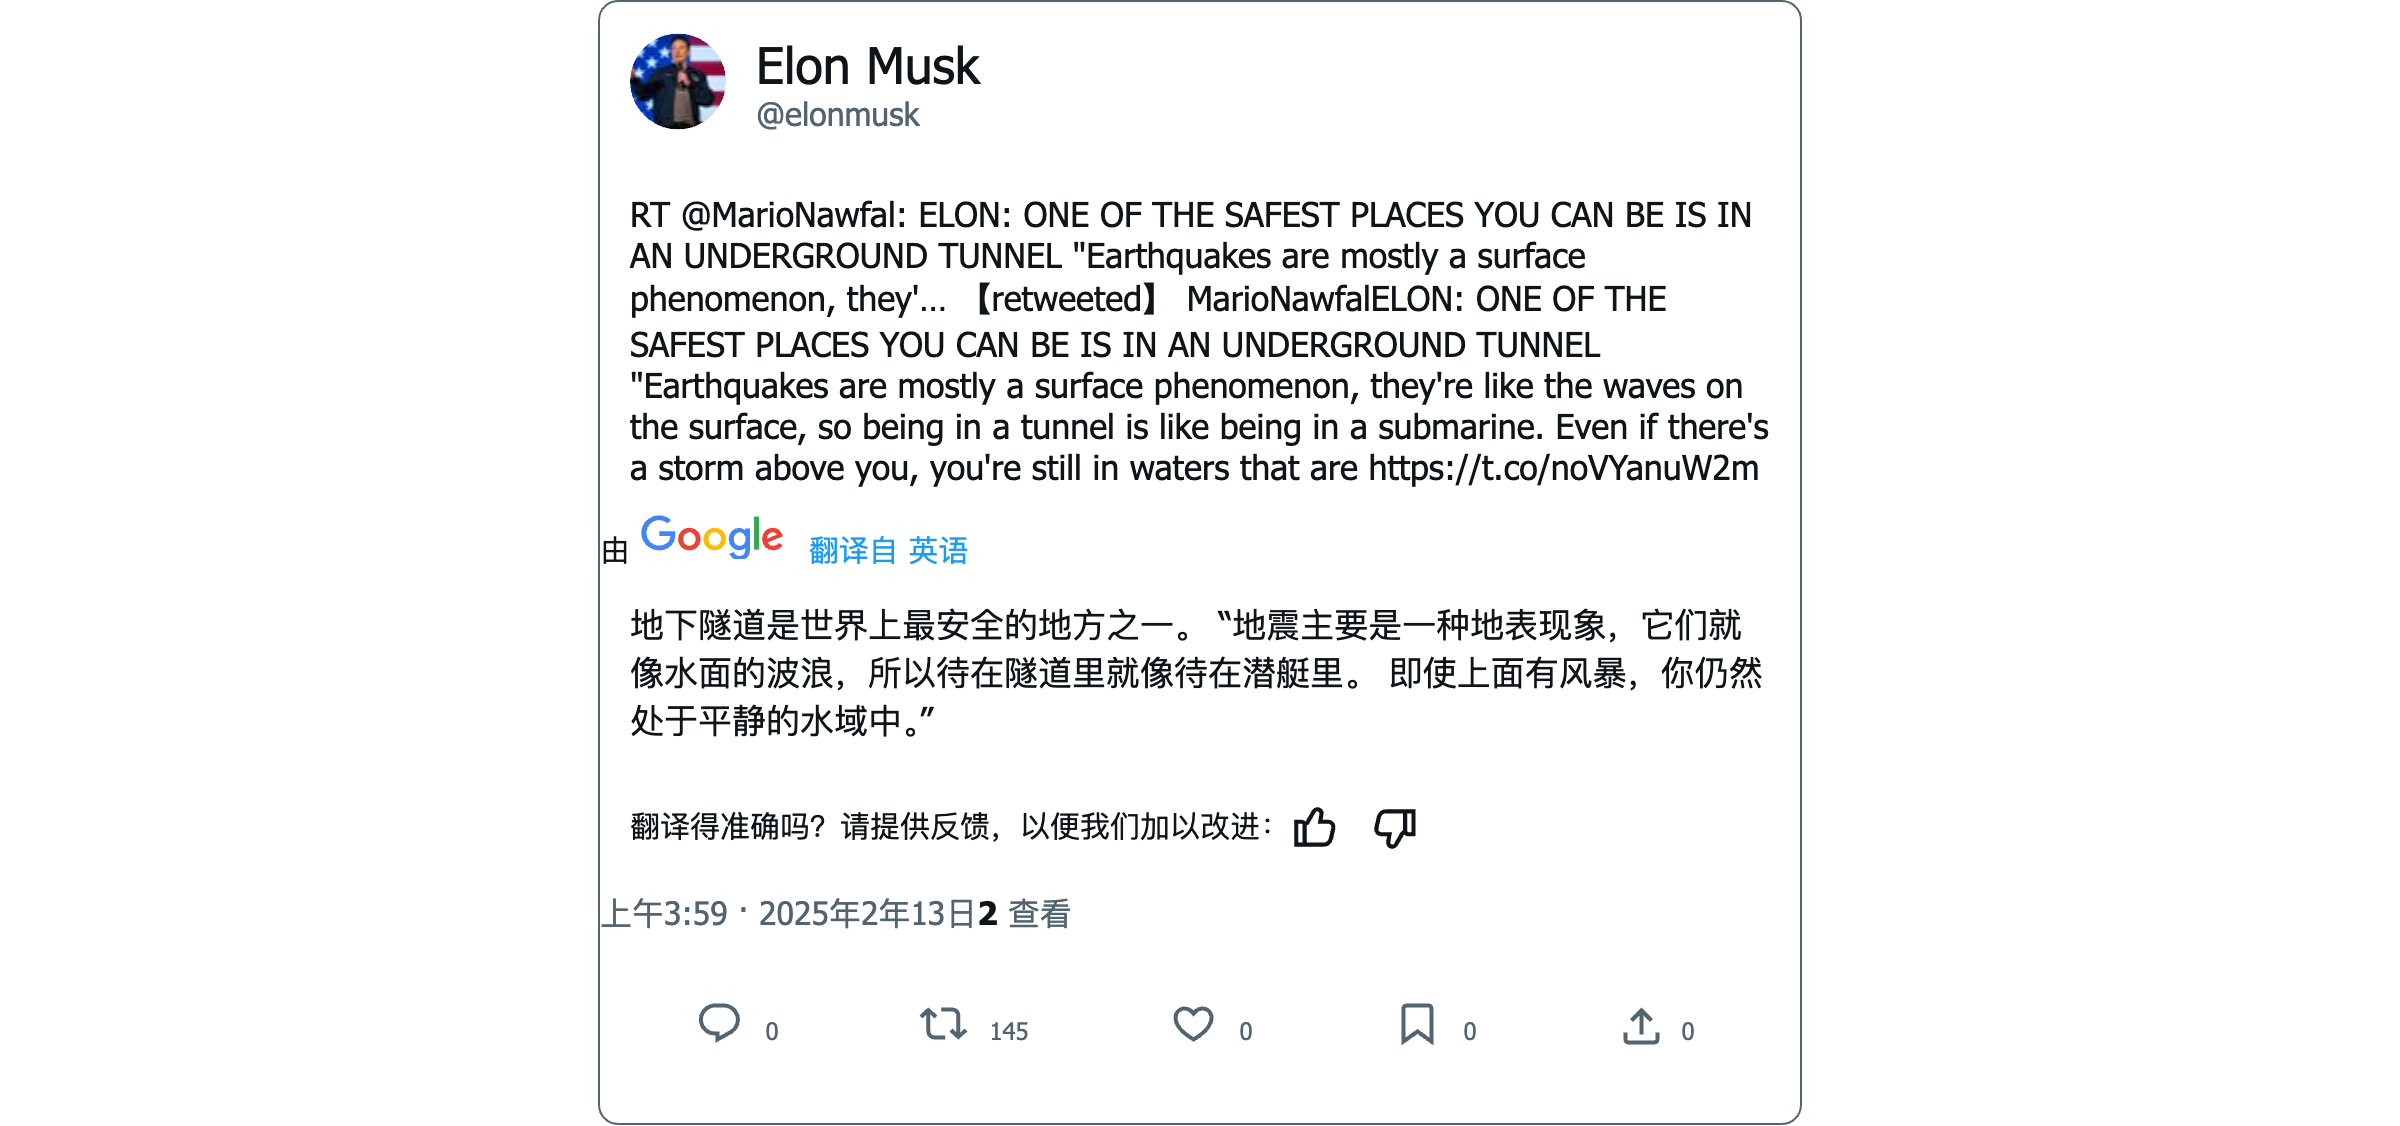 Elon Musk
@elonmusk
RT @MarioNawfal: ELON: ONE OF THE SAFEST PLACES YOU CAN BE IS IN
AN UNDERGROUND TUNNEL "Earthquakes are mostly a surface
phenomenon, they'… 【retweeted】 MarioNawfalELON: ONE OF THE
SAFEST PLACES YOU CAN BE IS IN AN UNDERGROUND TUNNEL
"Earthquakes are mostly a surface phenomenon, they're like the waves on
the surface, so being in a tunnel is like being in a submarine. Even if there's
a storm above you, you're still in waters that are https://t.co/noVYanuW2m
由 Google 翻译自 英语
地下隧道是世界上最安全的地方之一。 “地震主要是一种地表现象，它们就
像水面的波浪，所以待在隧道里就像待在潜艇里。 即使上面有风暴，你仍然
处于平静的水域中。”
翻译得准确吗？请提供反馈，以便我们加以改进：
上午3:59 · 2025年2年13日2 查看
0 145 0 0 0